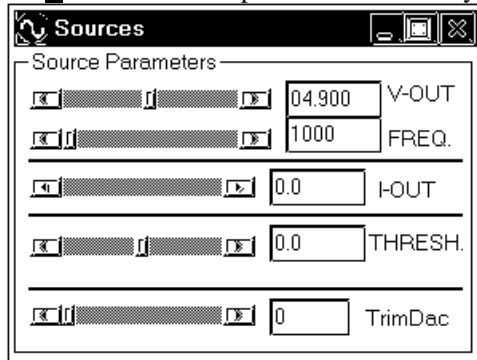 Sources
Source Parameters
04.900 V-OUT
1000 FREQ.
0.0 I-OUT
0.0 THRESH.
0 TrimDac